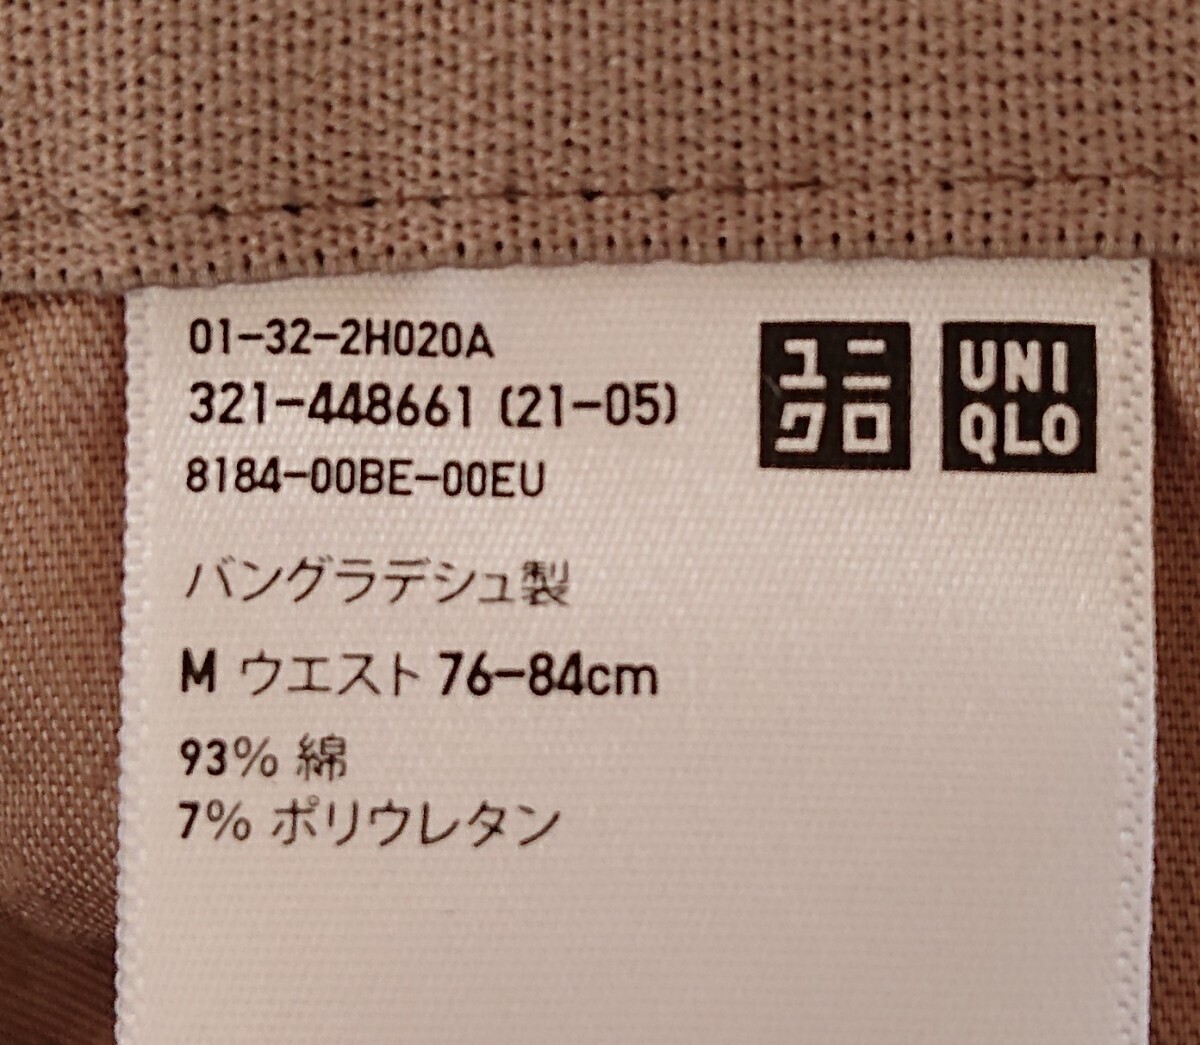 01-32-2H020A
321-448661 (21-05)
8184-00BE-00EU
ユニ
クロ
UNI
QLO
バングラデシュ製
M ウエスト 76-84cm
93% 綿
7% ポリウレタン